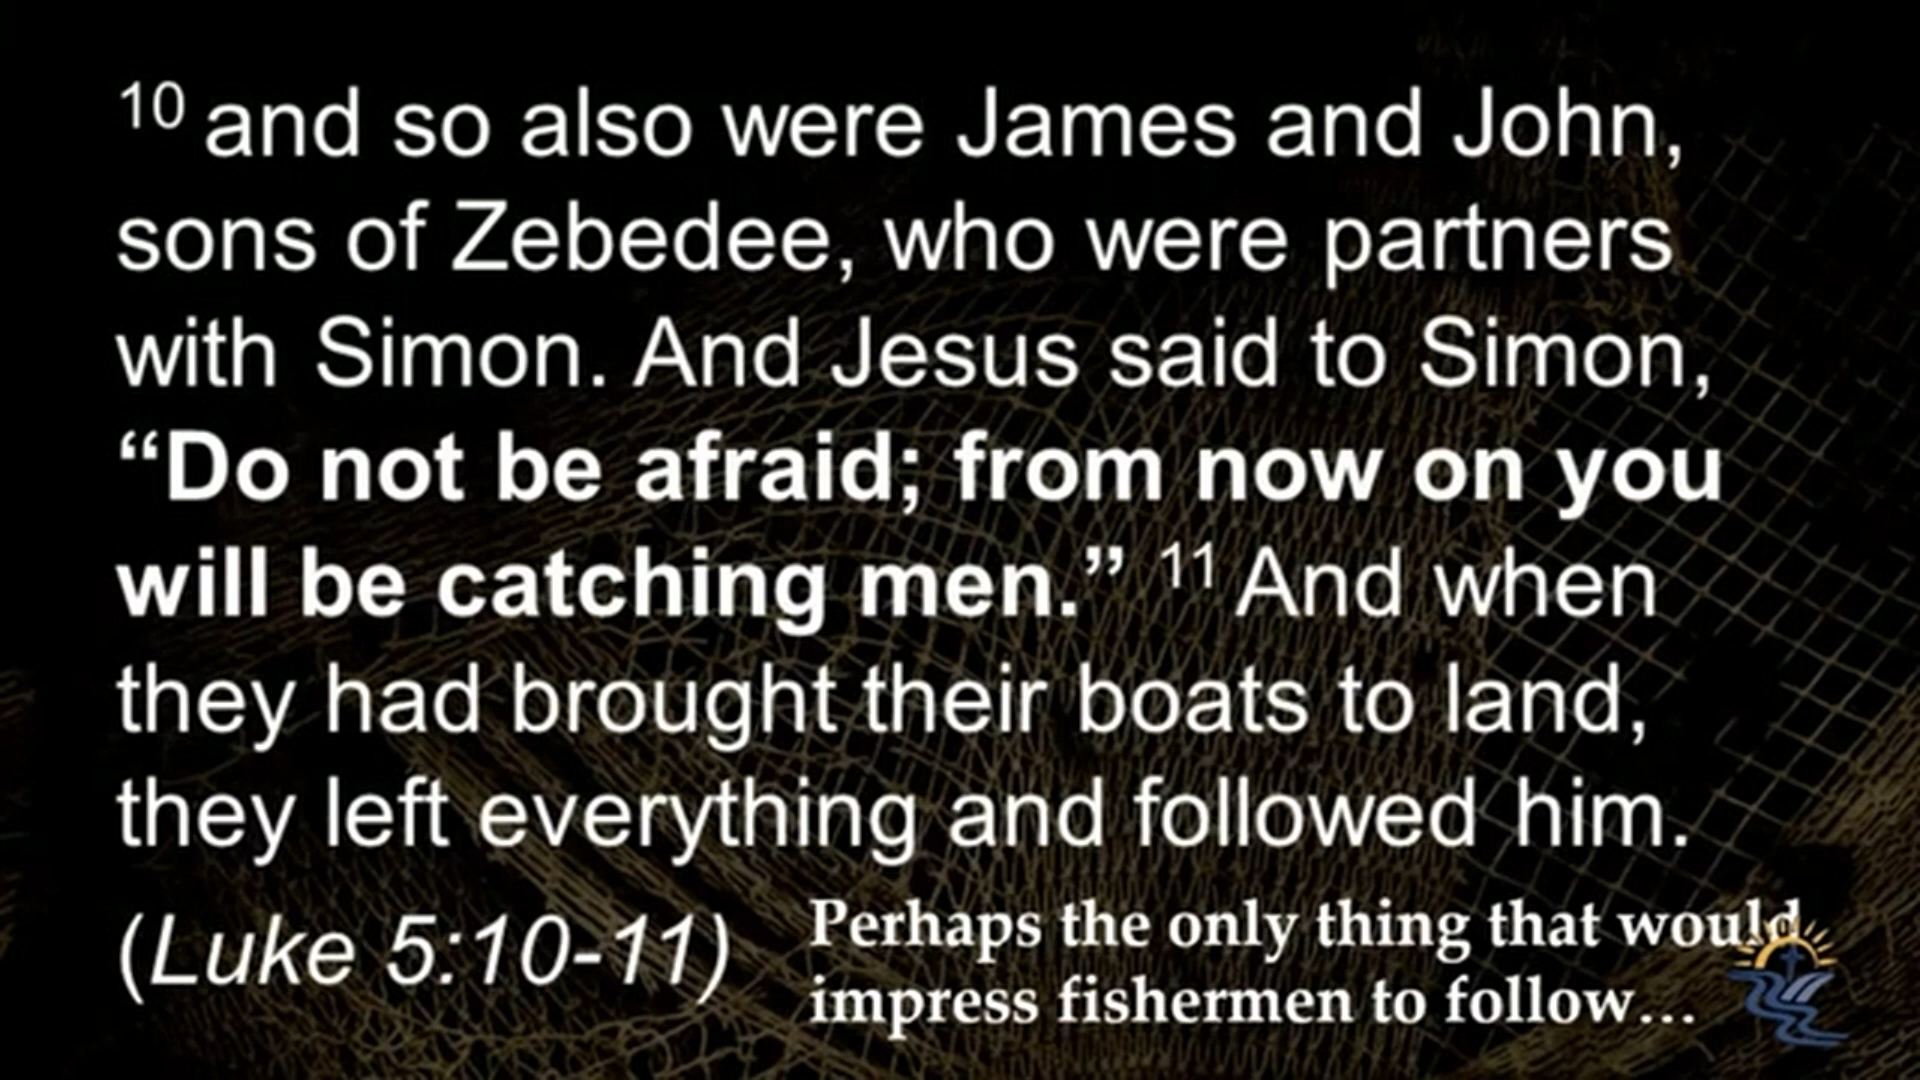 10 and so also were James and John,
sons of Zebedee, who were partners
with Simon. And Jesus said to Simon,
“Do not be afraid; from now on you
will be catching men.” 11 And when
they had brought their boats to land,
they left everything and followed him.
(Luke 5:10-11)
Perhaps the only thing that would
impress fishermen to follow…